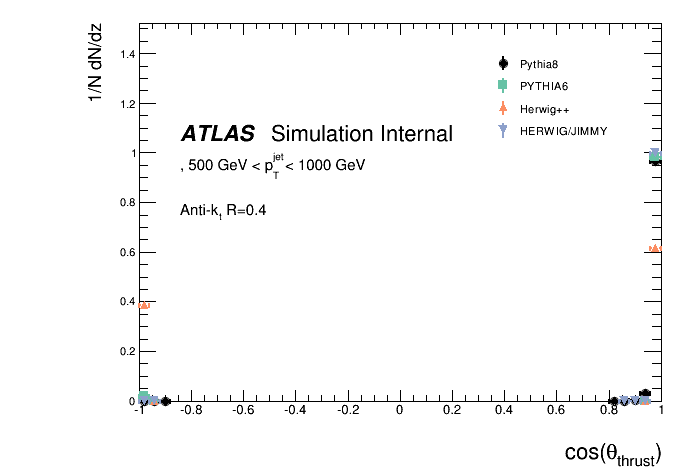 1/N dN/dz
1.4
1.2
1
0.8
0.6
0.4
0.2
0
Pythia8
PYTHIA6
Herwig++
HERWIG/JIMMY
ATLAS Simulation Internal
, 500 GeV < p_T^jet < 1000 GeV
Anti-k_t R=0.4
-1 -0.8 -0.6 -0.4 -0.2 0 0.2 0.4 0.6 0.8 1
cos(θ_thrust)